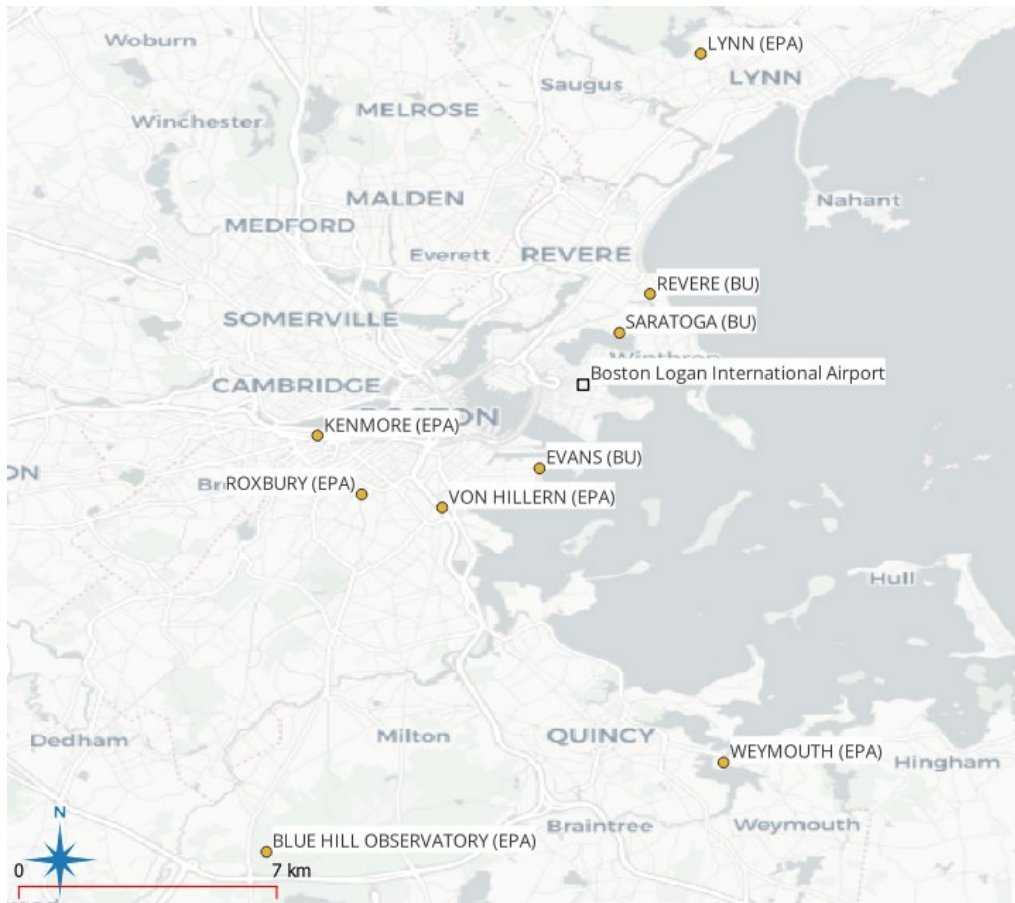 Woburn
LYNN (EPA)
LYNN
Saugus
MELROSE
Winchester
MALDEN
Nahant
MEDFORD
Everett
REVERE
REVERE (BU)
SOMERVILLE
SARATOGA (BU)
Winthrop
Boston Logan International Airport
CAMBRIDGE
KENMORE (EPA)
EVANS (BU)
ROXBURY (EPA)
VON HILLERN (EPA)
Hull
Dedham
Milton
QUINCY
WEYMOUTH (EPA)
Hingham
N
Braintree
Weymouth
BLUE HILL OBSERVATORY (EPA)
0
7 km